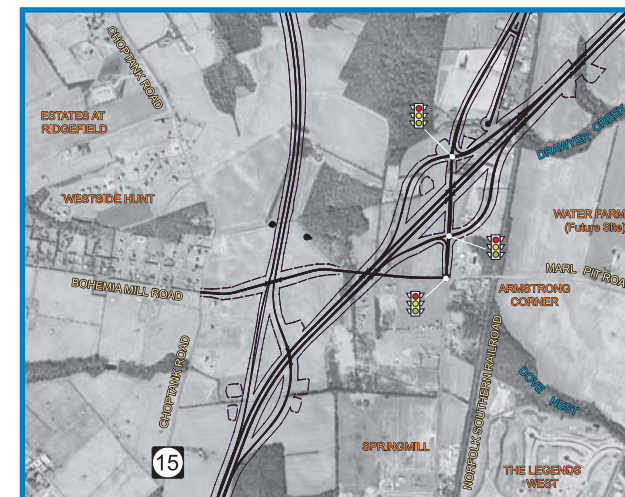 CHOPTANK ROAD
ESTATES AT
RIDGEFIELD
DRAWYER CREEK
WESTSIDE HUNT
WATER FARM
(Future Site)
BOHEMIA MILL ROAD
MARL PIT ROA
ARMSTRONG
CORNER
CHOPTANK ROAD
NORFOLK SOUTHERN RAILROAD
DOVE NEST
SPRINGMILL
15
THE LEGENDS
WEST